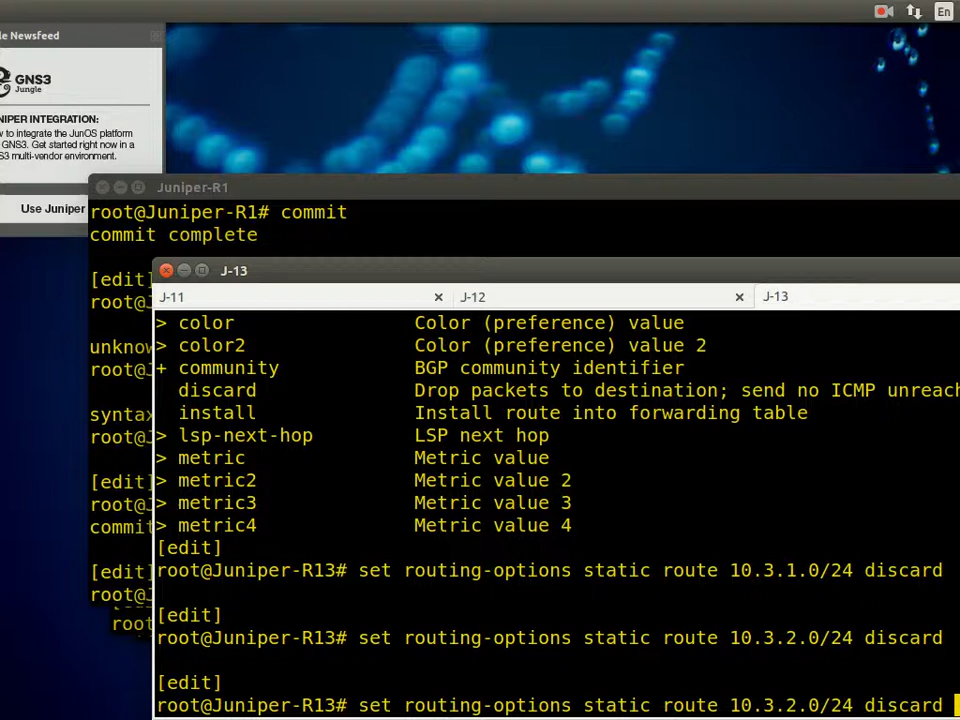 En
le Newsfeed
GNS3
Jungle
NIPER INTEGRATION:
w to integrate the JunOS platform
GNS3. Get started right now in a
S3 multi-vendor environment.
Use Juniper
Juniper-R1
root@Juniper-R1# commit
commit complete
[edit]
root@J
unknow
root@J
syntax
root@J
[edit]
root@J
commit
[edit]
root@J
root
J-13
J-11
J-12
J-13
> color Color (preference) value
> color2 Color (preference) value 2
+ community BGP community identifier
discard Drop packets to destination; send no ICMP unreach
install Install route into forwarding table
> lsp-next-hop LSP next hop
> metric Metric value
> metric2 Metric value 2
> metric3 Metric value 3
> metric4 Metric value 4
[edit]
root@Juniper-R13# set routing-options static route 10.3.1.0/24 discard
[edit]
root@Juniper-R13# set routing-options static route 10.3.2.0/24 discard
[edit]
root@Juniper-R13# set routing-options static route 10.3.2.0/24 discard